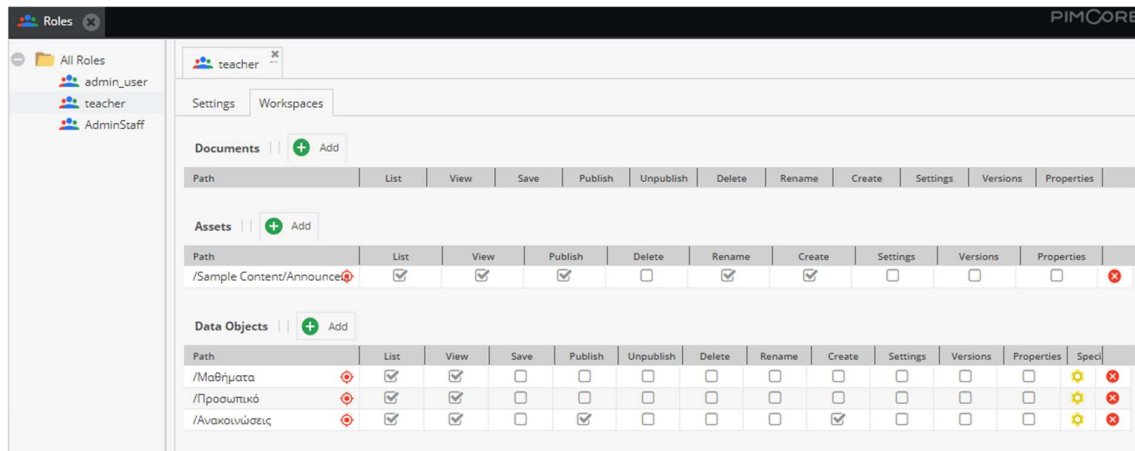 Roles PIMCORE
All Roles
admin_user
teacher
AdminStaff
teacher
Settings Workspaces
Documents Add
Path List View Save Publish Unpublish Delete Rename Create Settings Versions Properties
Assets Add
Path List View Publish Delete Rename Create Settings Versions Properties
/Sample Content/Announce
Data Objects Add
Path List View Save Publish Unpublish Delete Rename Create Settings Versions Properties Speci
/Μαθήματα
/Προσωπικό
/Ανακοινώσεις